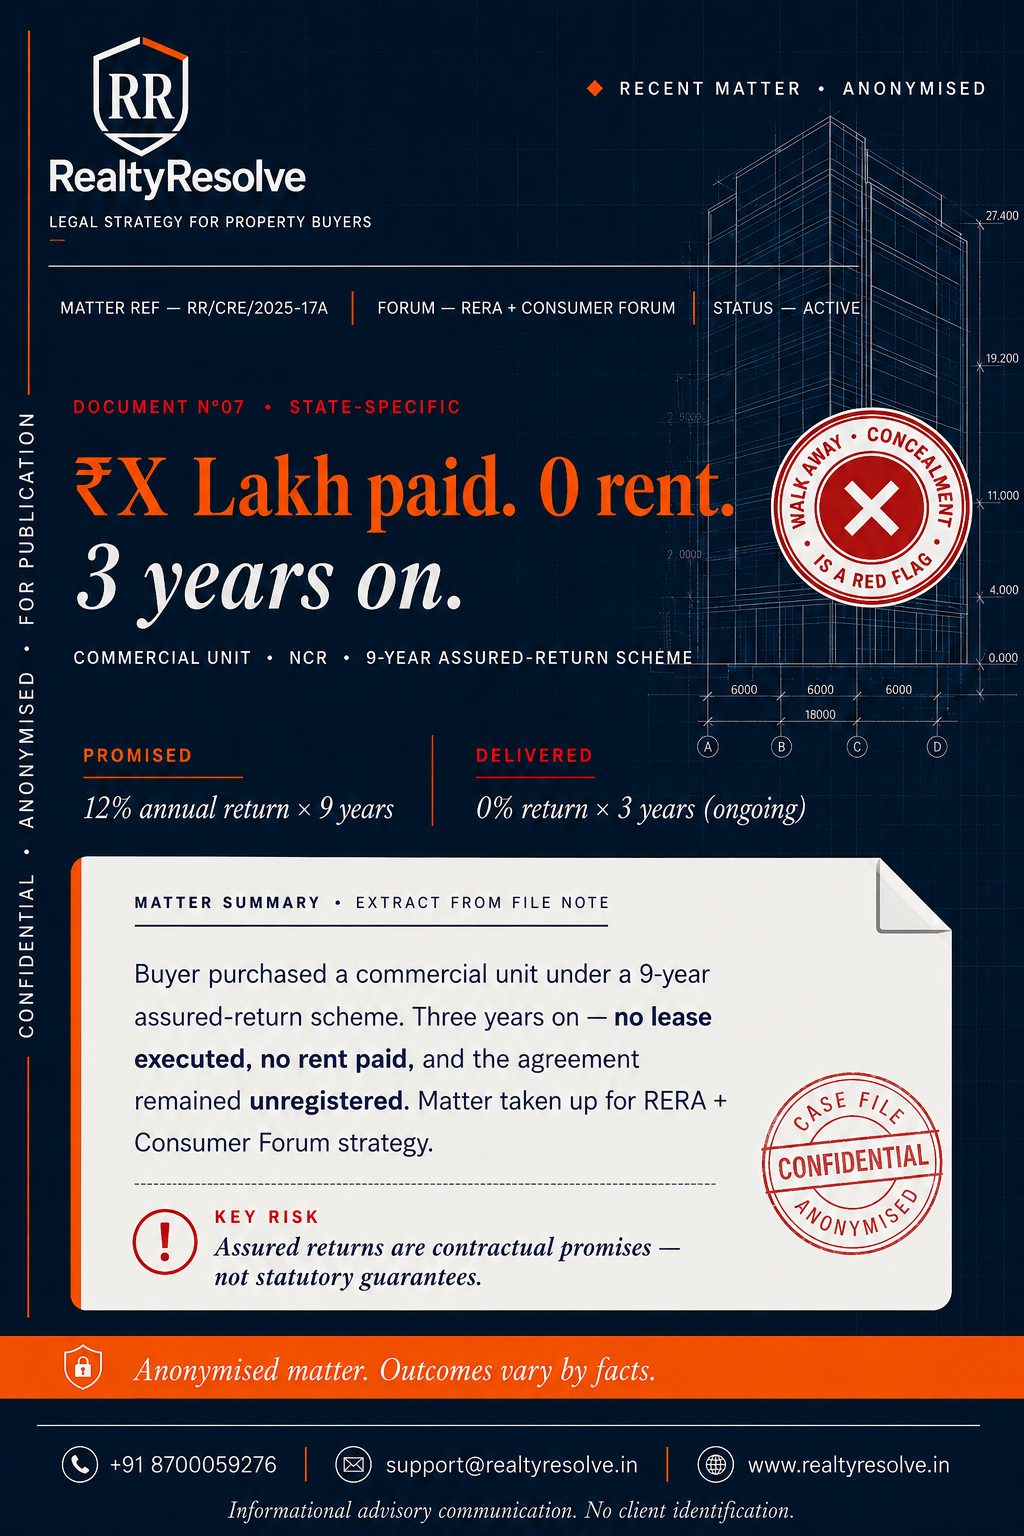 RR
RealtyResolve
LEGAL STRATEGY FOR PROPERTY BUYERS
◆ RECENT MATTER • ANONYMISED
MATTER REF — RR/CRE/2025-17A
FORUM — RERA + CONSUMER FORUM
STATUS — ACTIVE
CONFIDENTIAL • ANONYMISED • FOR PUBLICATION
DOCUMENT Nº07 • STATE-SPECIFIC
₹X Lakh paid. 0 rent.
3 years on.
COMMERCIAL UNIT • NCR • 9-YEAR ASSURED-RETURN SCHEME
27.400
19.200
11.000
4.000
0.000
2.0000
6000 6000 6000
18000
A B C D
WALK AWAY • CONCEALMENT • IS A RED FLAG •
PROMISED
12% annual return × 9 years
DELIVERED
0% return × 3 years (ongoing)
MATTER SUMMARY • EXTRACT FROM FILE NOTE
Buyer purchased a commercial unit under a 9-year
assured-return scheme. Three years on — no lease
executed, no rent paid, and the agreement
remained unregistered. Matter taken up for RERA +
Consumer Forum strategy.
KEY RISK
Assured returns are contractual promises —
not statutory guarantees.
CASE FILE
CONFIDENTIAL
ANONYMISED
Anonymised matter. Outcomes vary by facts.
+91 8700059276
support@realtyresolve.in
www.realtyresolve.in
Informational advisory communication. No client identification.